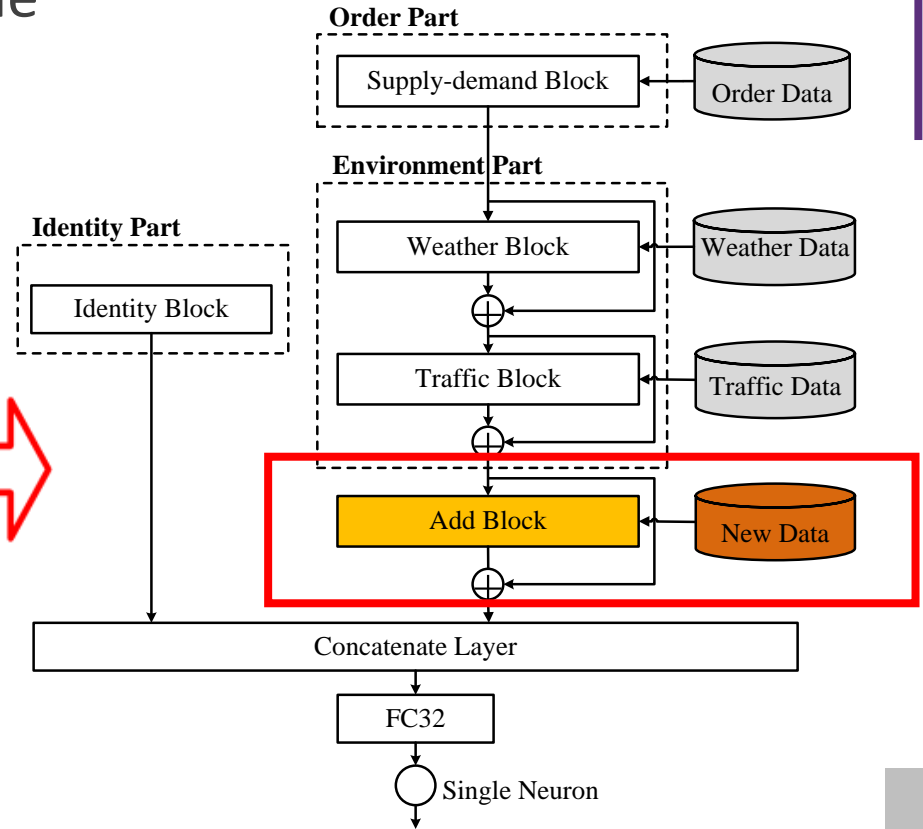 Order Part
Supply-demand Block
Order Data
Environment Part
Weather Block
Weather Data
Identity Part
Identity Block
Traffic Block
Traffic Data
Add Block
New Data
Concatenate Layer
FC32
Single Neuron